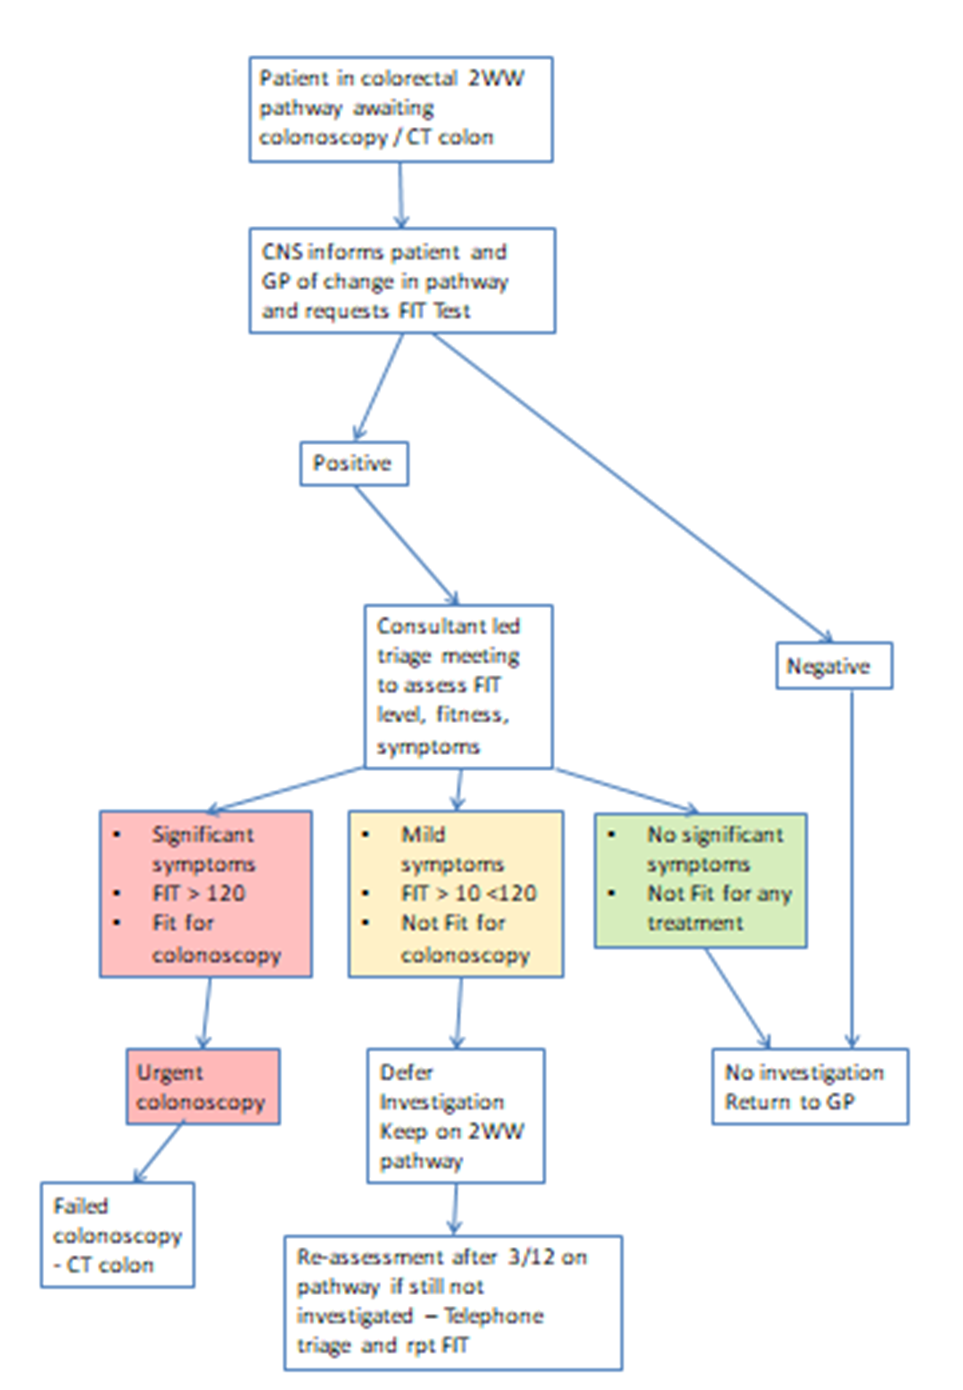 Patient in colorectal 2WW
pathway awaiting
colonoscopy / CT colon
CNS informs patient and
GP of change in pathway
and requests FIT Test
Positive
Consultant led
triage meeting
to assess FIT
level, fitness,
symptoms
Negative
▪ Significant
symptoms
▪ FIT > 120
▪ Fit for
colonoscopy
▪ Mild
symptoms
▪ FIT > 10 <120
▪ Not Fit for
colonoscopy
▪ No significant
symptoms
▪ Not Fit for any
treatment
Urgent
colonoscopy
Defer
Investigation
Keep on 2WW
pathway
No investigation
Return to GP
Failed
colonoscopy
- CT colon
Re-assessment after 3/12 on
pathway if still not
investigated – Telephone
triage and rpt FIT